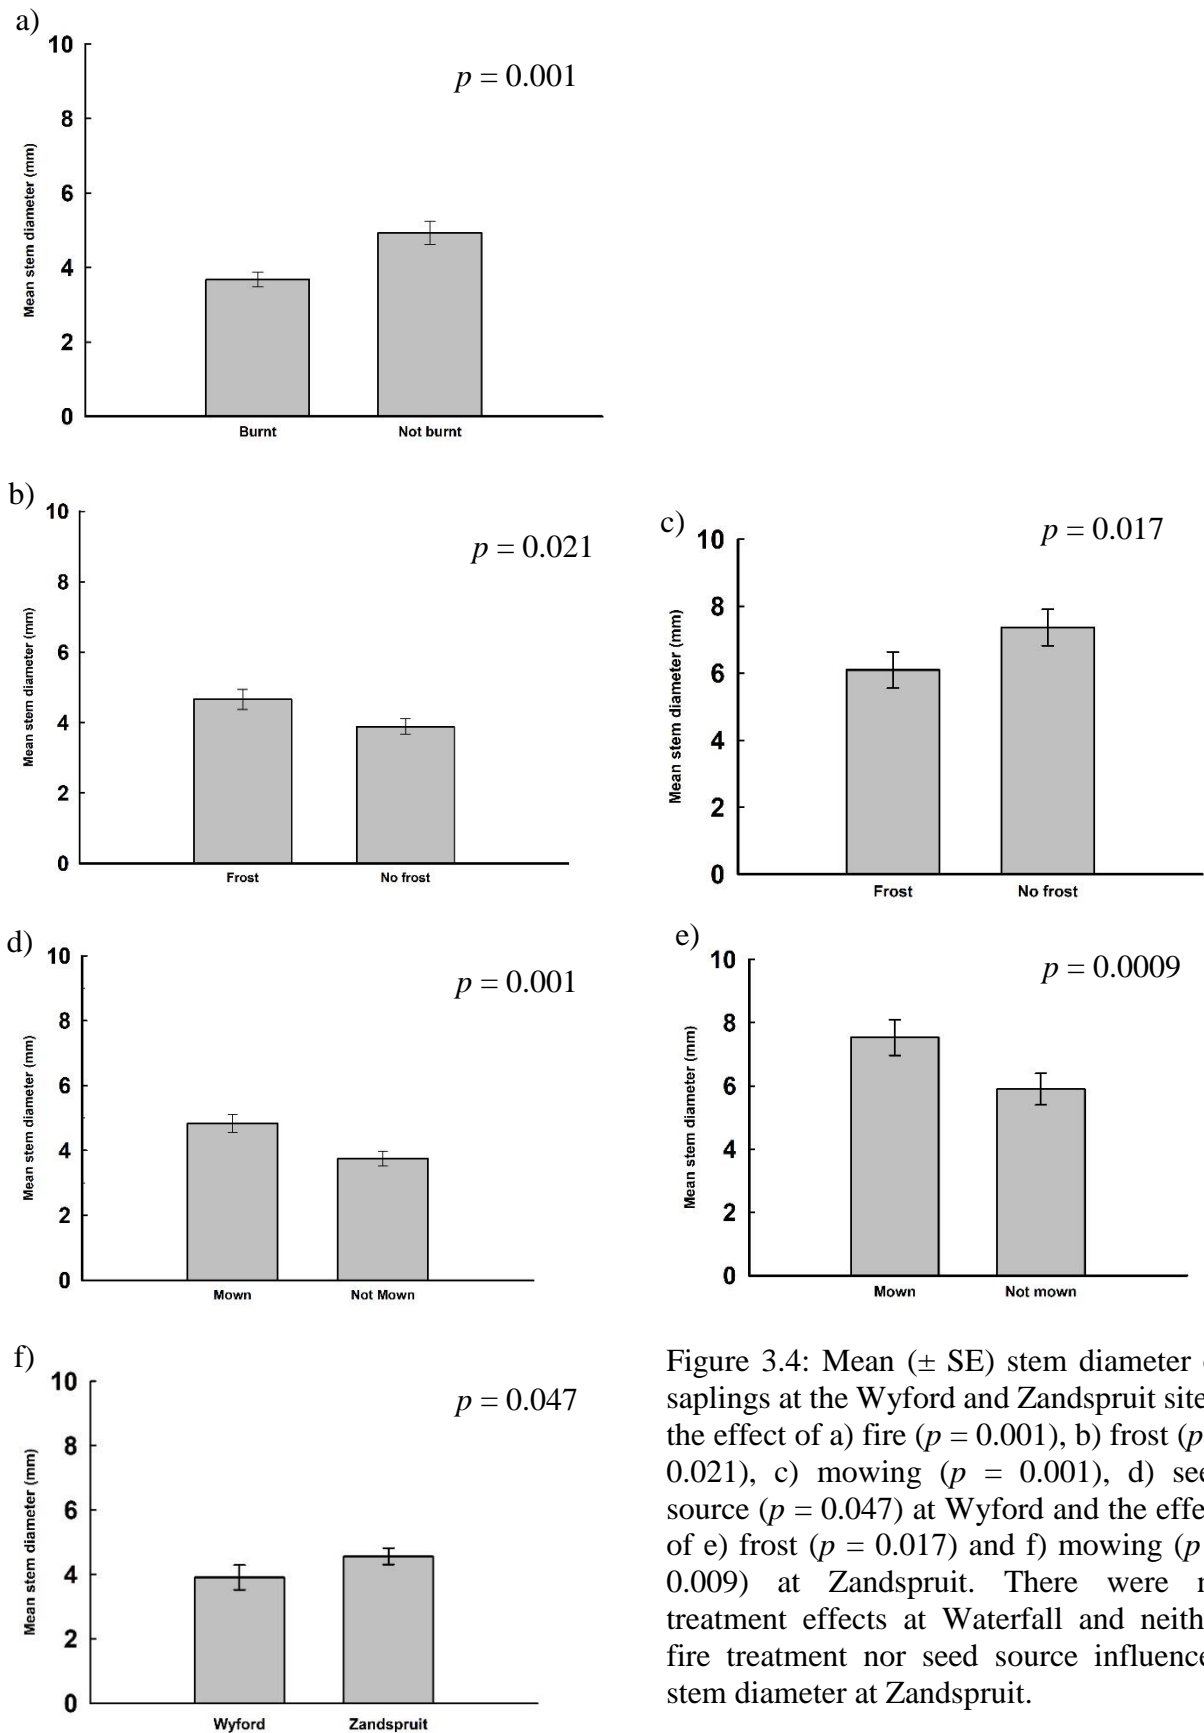 a)
10
8
6
4
2
0
Mean stem diameter (mm)
p = 0.001
Burnt
Not burnt
b)
10
8
6
4
2
0
Mean stem diameter (mm)
p = 0.021
Frost
No frost
c)
10
8
6
4
2
0
Mean stem diameter (mm)
p = 0.017
Frost
No frost
d)
10
8
6
4
2
0
Mean stem diameter (mm)
p = 0.001
Mown
Not Mown
e)
10
8
6
4
2
0
Mean stem diameter (mm)
p = 0.0009
Mown
Not mown
f)
10
8
6
4
2
0
Mean stem diameter (mm)
p = 0.047
Wyford
Zandspruit
Figure 3.4: Mean (± SE) stem diameter
saplings at the Wyford and Zandspruit site
the effect of a) fire (p = 0.001), b) frost (p
0.021), c) mowing (p = 0.001), d) see
source (p = 0.047) at Wyford and the effec
of e) frost (p = 0.017) and f) mowing (p
0.009) at Zandspruit. There were n
treatment effects at Waterfall and neith
fire treatment nor seed source influence
stem diameter at Zandspruit.